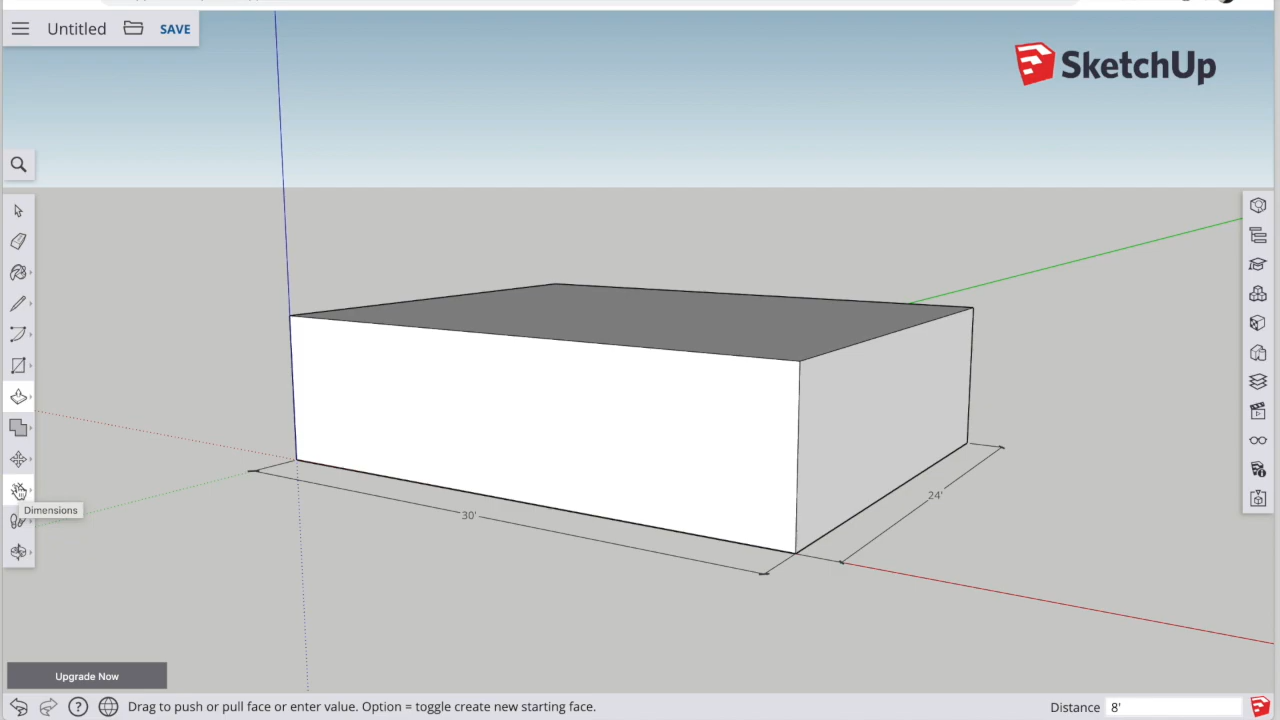 Untitled
SAVE
SketchUp
Dimensions
30'
24'
Upgrade Now
Drag to push or pull face or enter value. Option = toggle create new starting face.
Distance 8'